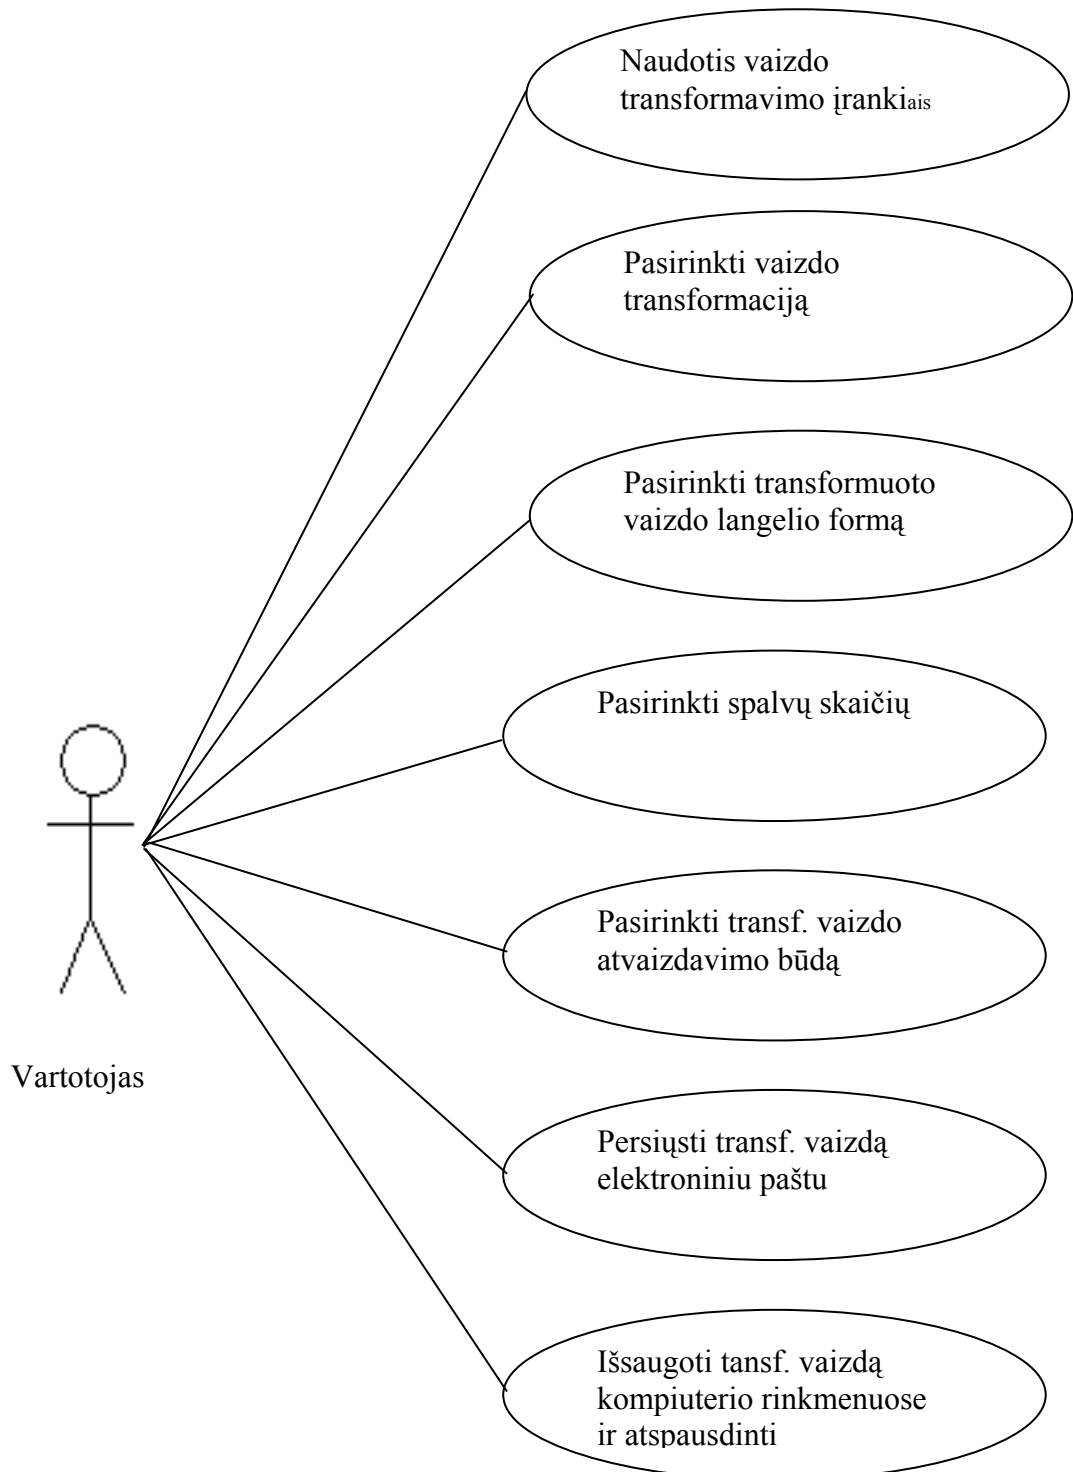 Naudotis vaizdo
transformavimo įrankiais
Pasirinkti vaizdo
transformaciją
Pasirinkti transformuoto
vaizdo langelio formą
Pasirinkti spalvų skaičių
Pasirinkti transf. vaizdo
atvaizdavimo būdą
Vartotojas
Persiųsti transf. vaizdą
elektroniniu paštu
Išsaugoti tansf. vaizdą
kompiuterio rinkmenuose
ir atspausdinti